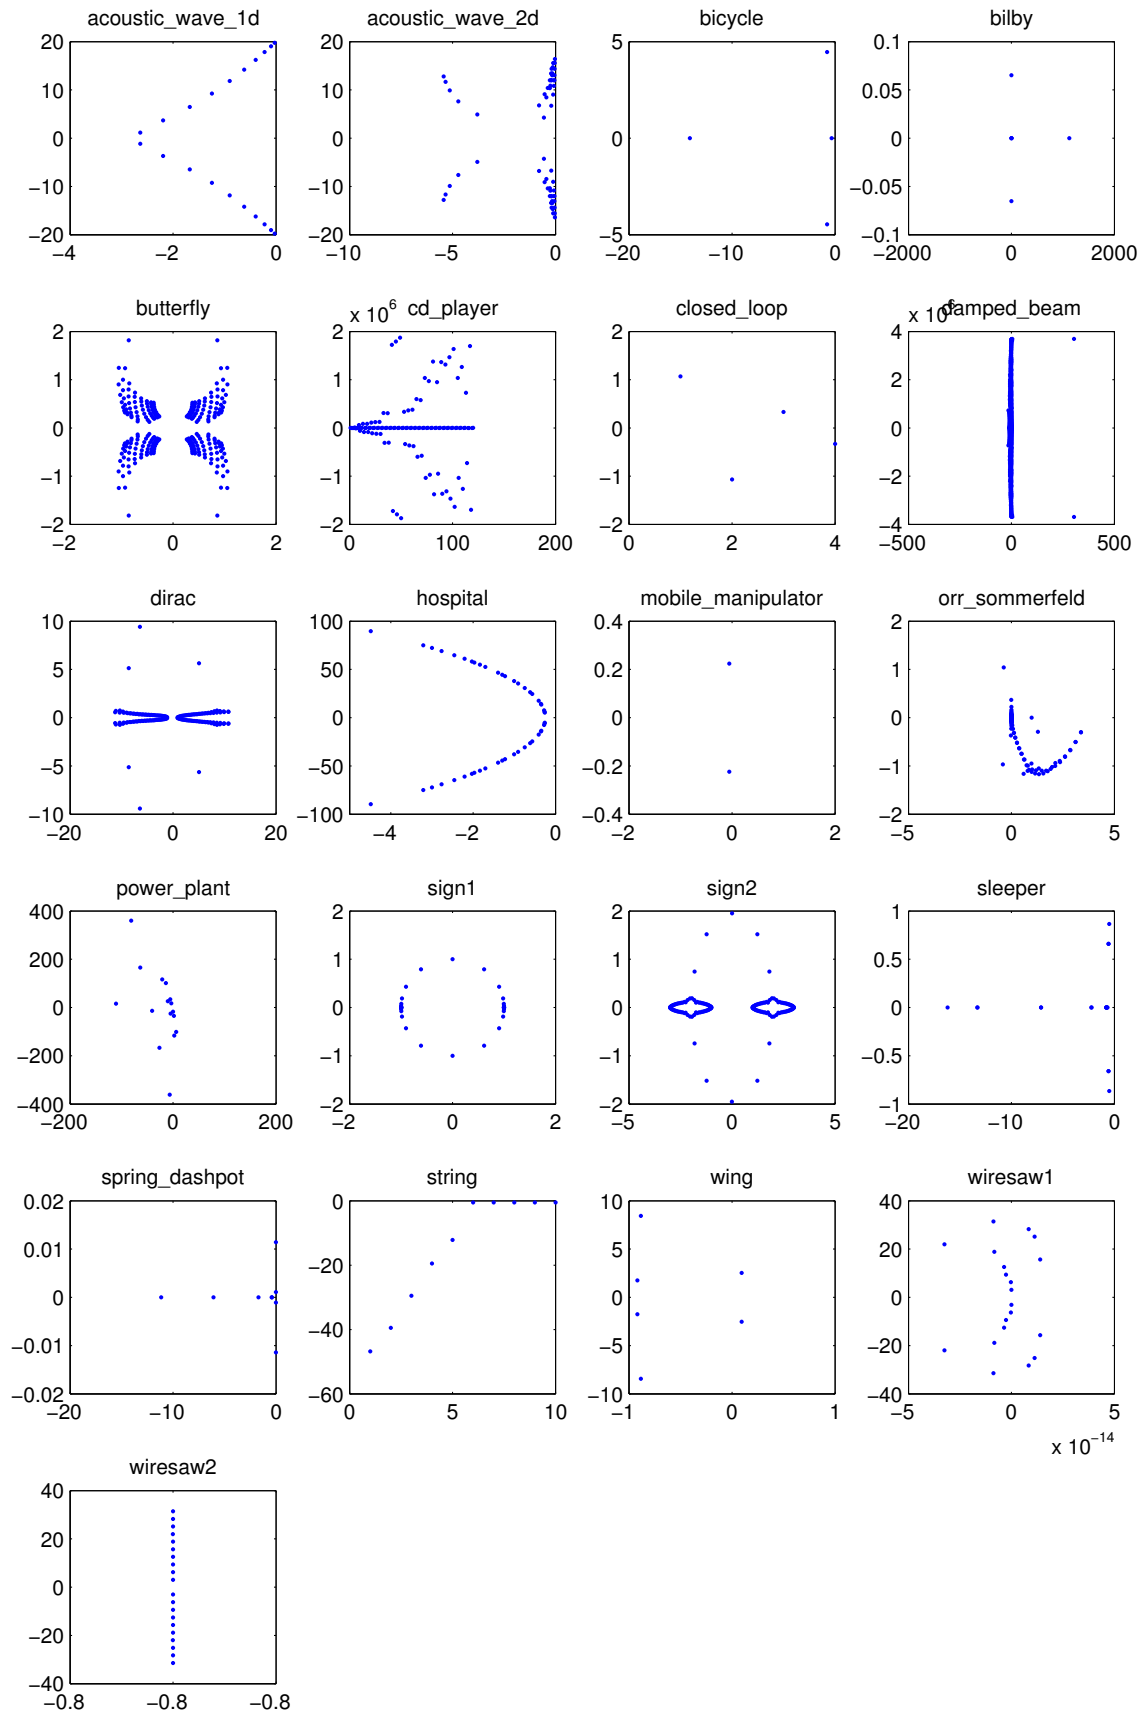 acoustic_wave_1d acoustic_wave_2d bicycle bilby
20 20 5 0.1
10 10 0.05
0 0 0 0
−10 −10 −0.05
−20 −20 −5 −0.1
−4 −2 0 −10 −5 0 −20 −10 0 −2000 0 2000
butterfly x 10^6 cd_player closed_loop x 10^6 damped_beam
2 2 2 4
1 1 1 2
0 0 0 0
−1 −1 −1 −2
−2 −2 −2 −4
−2 0 2 0 100 200 0 2 4 −500 0 500
dirac hospital mobile_manipulator orr_sommerfeld
10 100 0.4 2
5 50 0.2 1
0 0 0 0
−5 −50 −0.2 −1
−10 −100 −0.4 −2
−20 0 20 −4 −2 0 −2 0 2 −5 0 5
power_plant sign1 sign2 sleeper
400 2 2 1
200 1 1 0.5
0 0 0 0
−200 −1 −1 −0.5
−400 −2 −2 −1
−200 0 200 −2 0 2 −5 0 5 −20 −10 0
spring_dashpot string wing wiresaw1
0.02 0 10 40
0.01 −20 5 20
0 0 0
−0.01 −40 −5 −20
−0.02 −60 −10 −40
−20 −10 0 0 5 10 −1 0 1 −5 0 5
x 10^−14
wiresaw2
40
20
0
−20
−40
−0.8 −0.8 −0.8